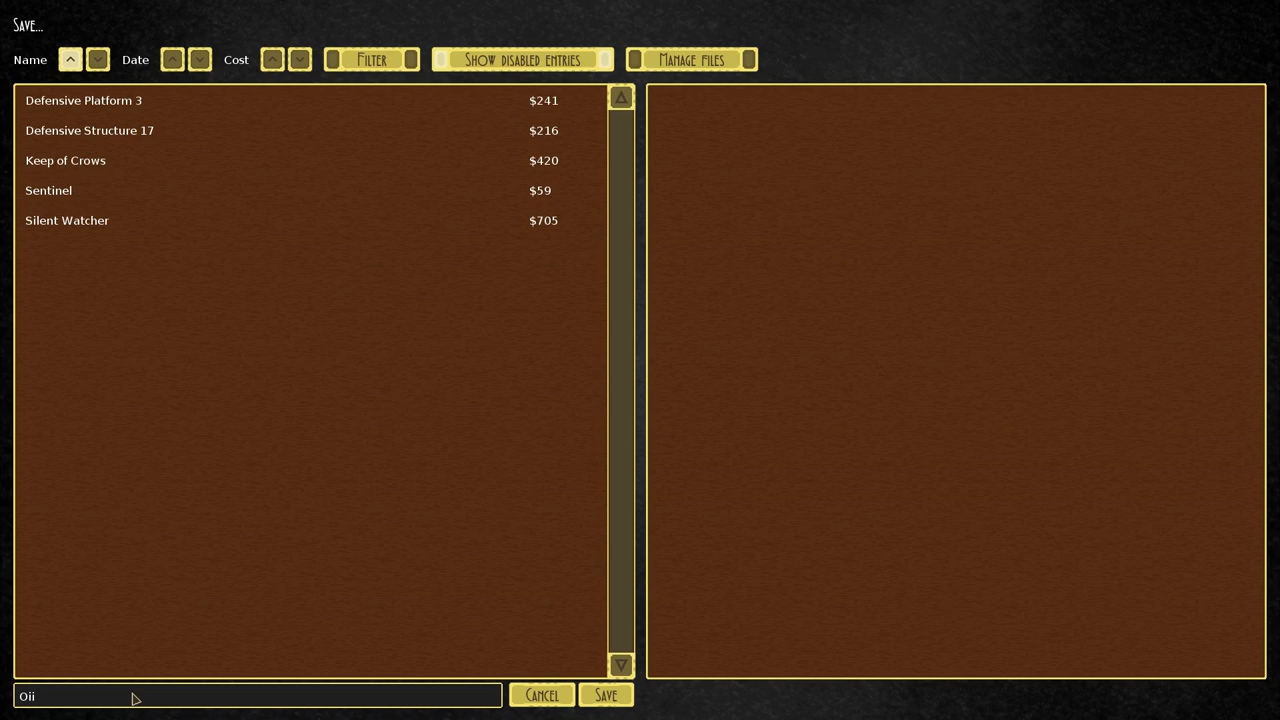 Save...
Name Date Cost Filter Show disabled entries Manage files
Defensive Platform 3 $241
Defensive Structure 17 $216
Keep of Crows $420
Sentinel $59
Silent Watcher $705
Oii Cancel Save